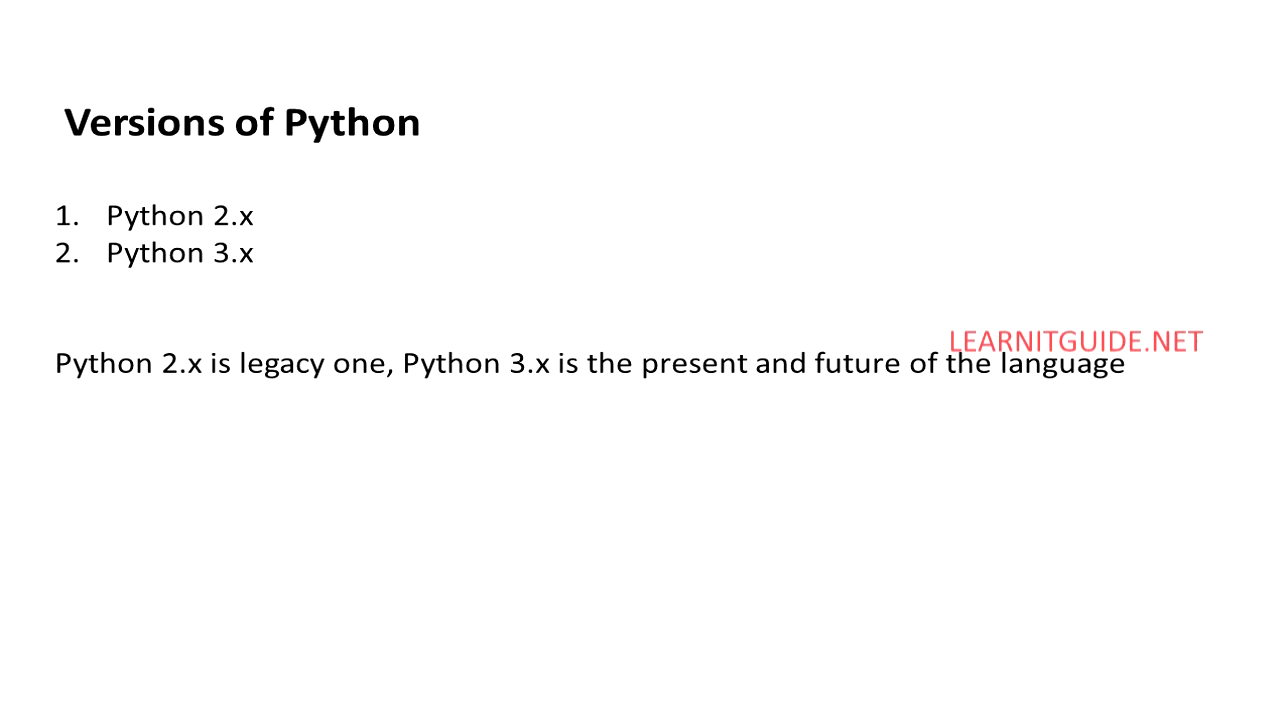 Versions of Python
1. Python 2.x
2. Python 3.x
LEARNITGUIDE.NET
Python 2.x is legacy one, Python 3.x is the present and future of the language